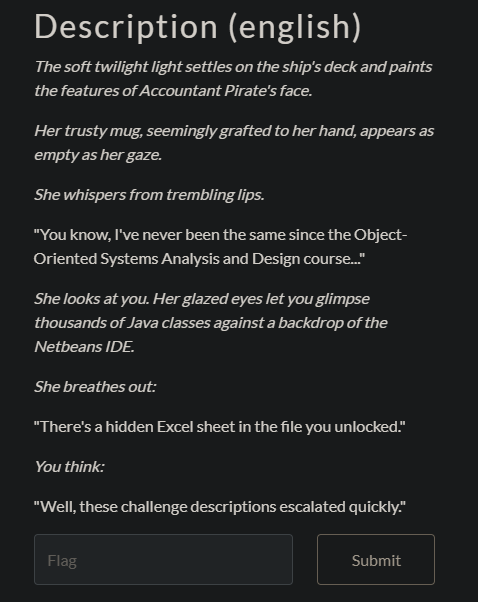 Description (english)
The soft twilight light settles on the ship's deck and paints
the features of Accountant Pirate's face.
Her trusty mug, seemingly grafted to her hand, appears as
empty as her gaze.
She whispers from trembling lips.
"You know, I've never been the same since the Object-
Oriented Systems Analysis and Design course..."
She looks at you. Her glazed eyes let you glimpse
thousands of Java classes against a backdrop of the
Netbeans IDE.
She breathes out:
"There's a hidden Excel sheet in the file you unlocked."
You think:
"Well, these challenge descriptions escalated quickly."
Flag
Submit